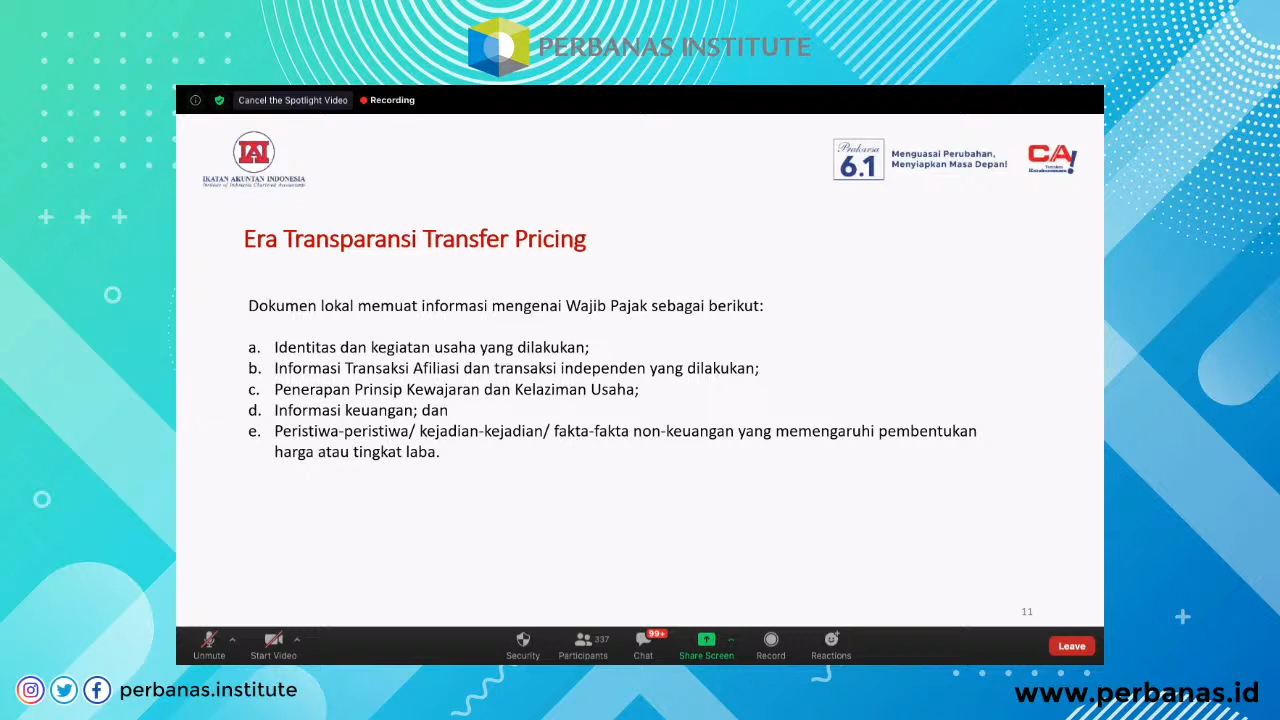 PERBANAS INSTITUTE
Cancel the Spotlight Video
Recording
IAI
IKATAN AKUNTAN INDONESIA
Institute of Indonesia Chartered Accountants
Prakarsa
6.1
Menguasai Perubahan,
Menyiapkan Masa Depan!
CA!
Era Transparansi Transfer Pricing
Dokumen lokal memuat informasi mengenai Wajib Pajak sebagai berikut:
a. Identitas dan kegiatan usaha yang dilakukan;
b. Informasi Transaksi Afiliasi dan transaksi independen yang dilakukan;
c. Penerapan Prinsip Kewajaran dan Kelaziman Usaha;
d. Informasi keuangan; dan
e. Peristiwa-peristiwa/ kejadian-kejadian/ fakta-fakta non-keuangan yang memengaruhi pembentukan
harga atau tingkat laba.
11
Unmute
Start Video
Security
337
Participants
99+
Chat
Share Screen
Record
Reactions
Leave
perbanas.institute
www.perbanas.id